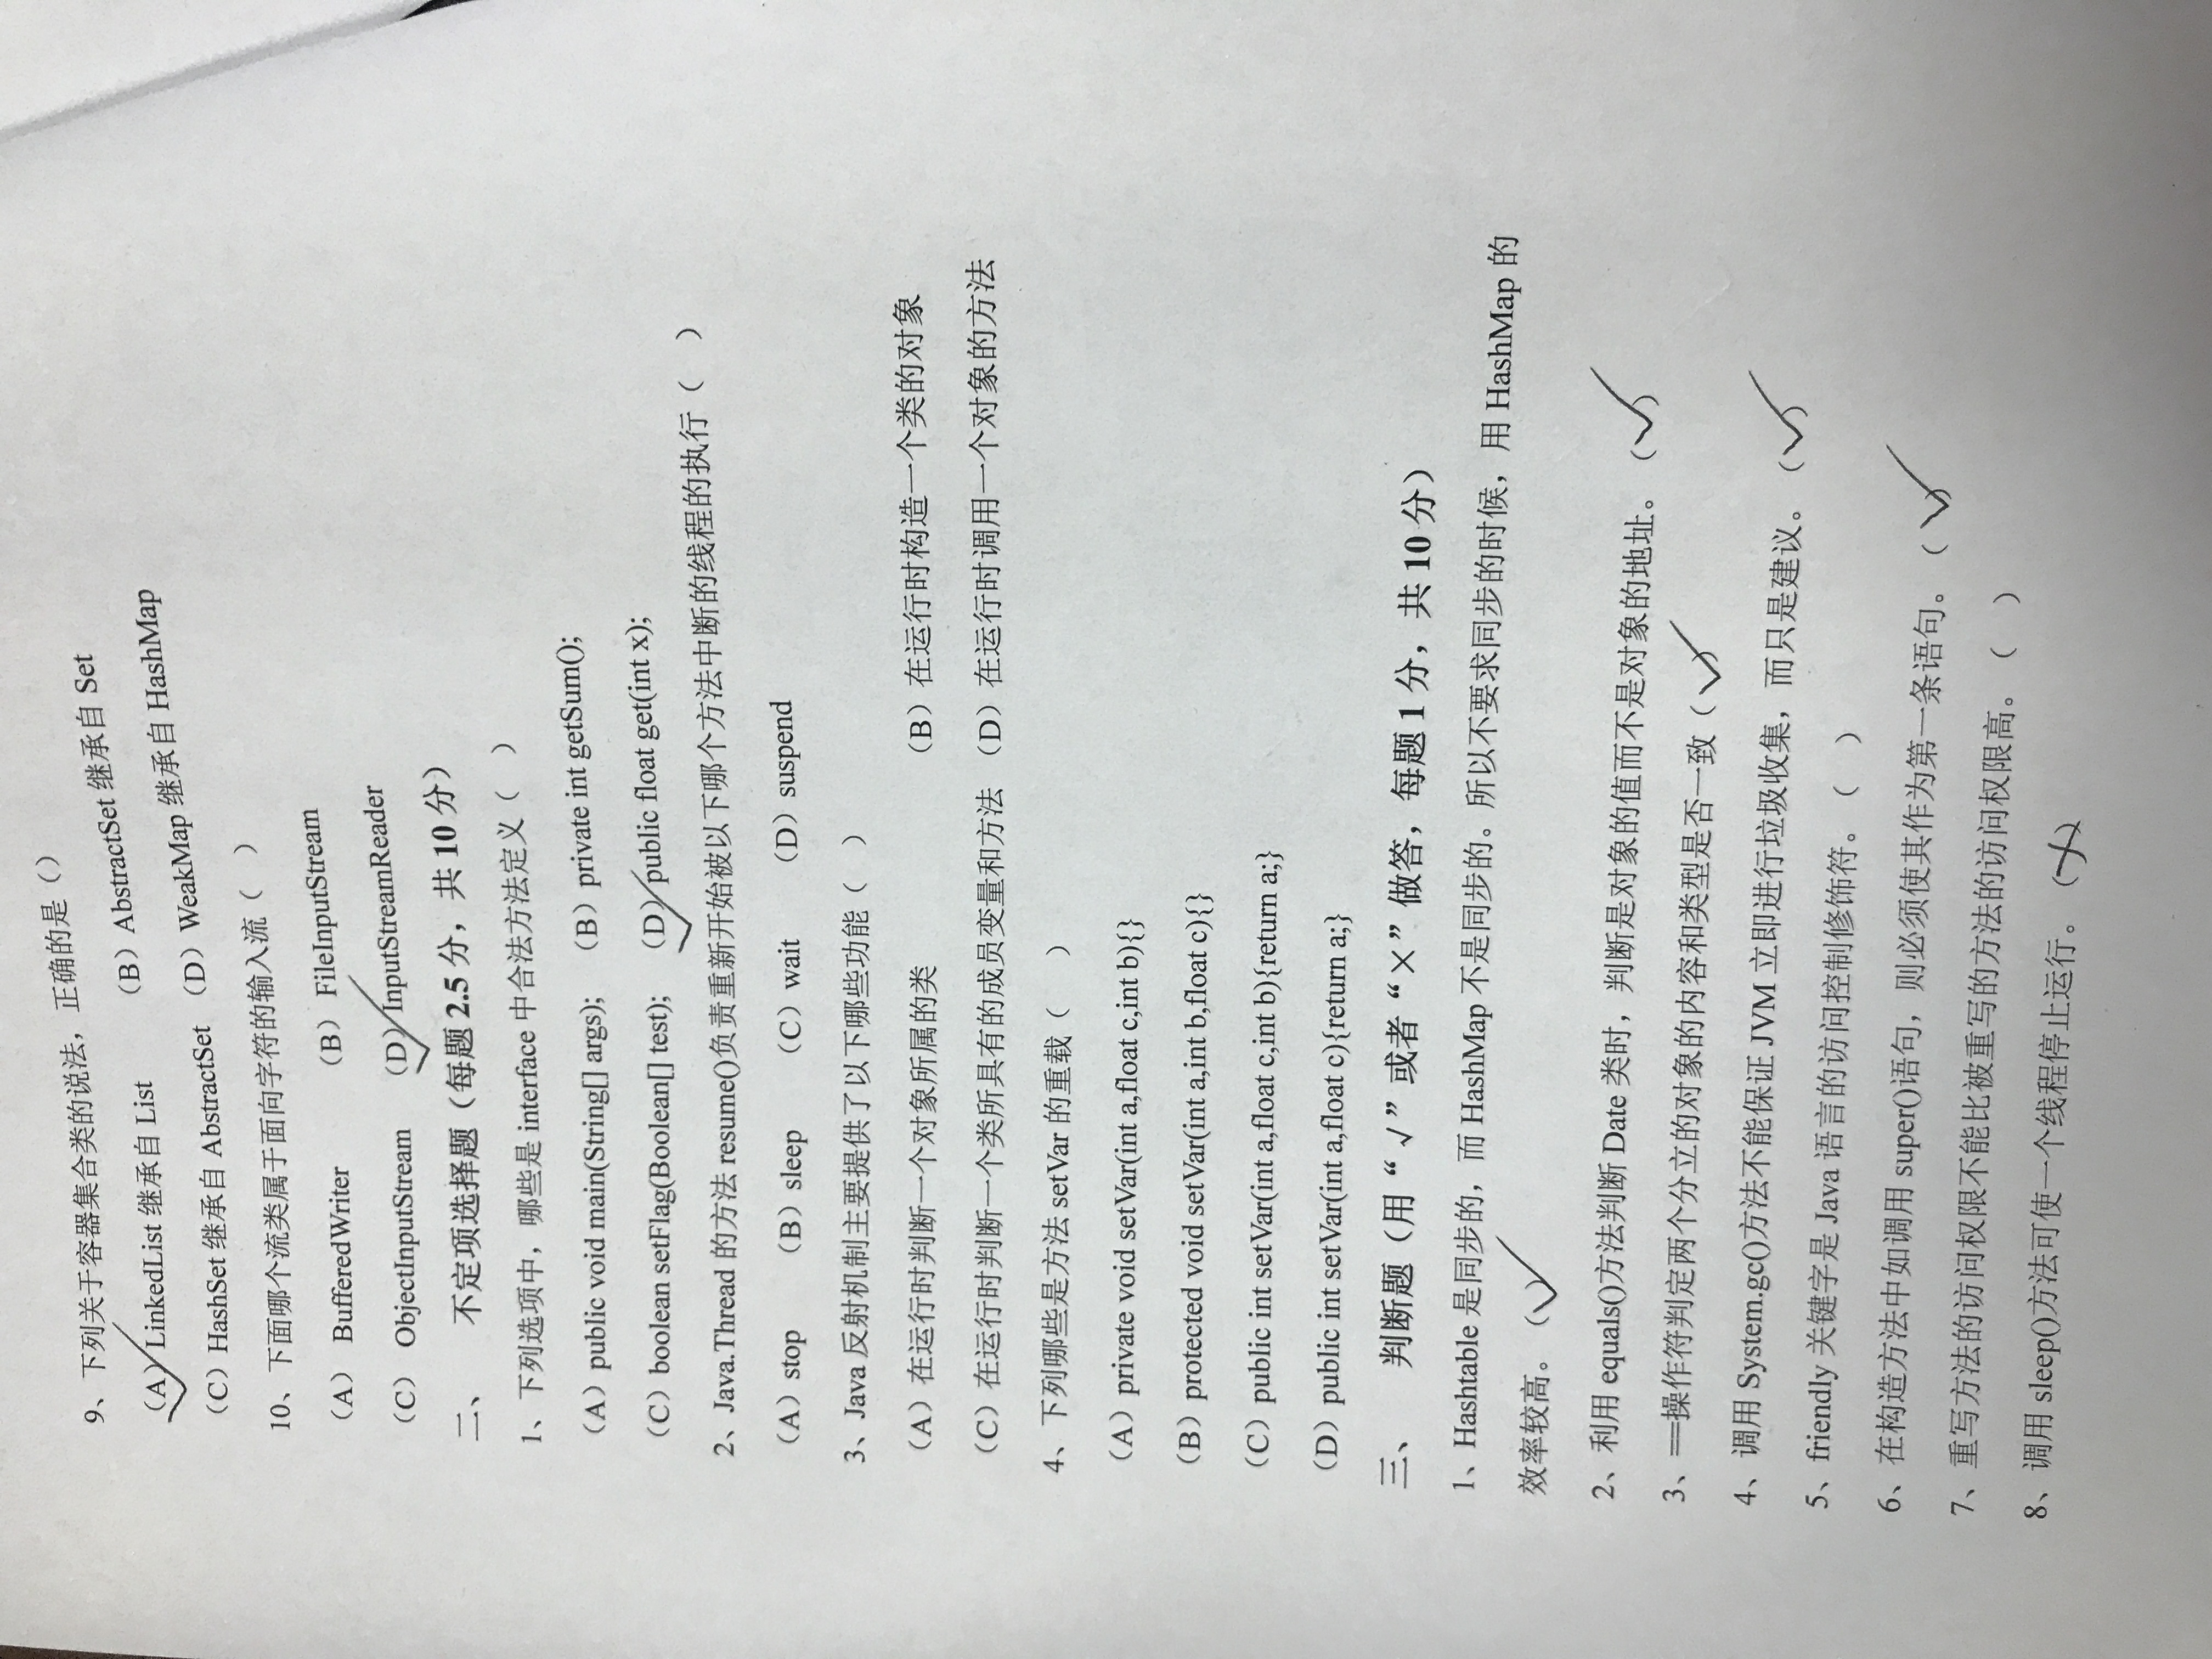 9、下列关于容器集合类的说法，正确的是（）
（A）LinkedList 继承自 List （B）AbstractSet 继承自 Set
（C）HashSet 继承自 AbstractSet （D）WeakMap 继承自 HashMap
10、下面哪个流类属于面向字符的输入流（ ）
（A） BufferedWriter （B） FileInputStream
（C） ObjectInputStream （D）InputStreamReader
二、 不定项选择题（每题 2.5 分，共 10 分）
1、下列选项中，哪些是 interface 中合法方法定义（ ）
（A）public void main(String[] args); （B）private int getSum();
（C）boolean setFlag(Boolean[] test); （D）public float get(int x);
2、Java.Thread 的方法 resume()负责重新开始被以下哪个方法中断的线程的执行（ ）
（A）stop （B）sleep （C）wait （D）suspend
3、Java 反射机制主要提供了以下哪些功能（ ）
（A）在运行时判断一个对象所属的类 （B）在运行时构造一个类的对象
（C）在运行时判断一个类所具有的成员变量和方法 （D）在运行时调用一个对象的方法
4、下列哪些是方法 setVar 的重载（ ）
（A）private void setVar(int a,float c,int b){}
（B）protected void setVar(int a,int b,float c){}
（C）public int setVar(int a,float c,int b){return a;}
（D）public int setVar(int a,float c){return a;}
三、 判断题（用“√”或者“×”做答，每题 1 分，共 10 分）
1、Hashtable 是同步的，而 HashMap 不是同步的。所以不要求同步的时候，用 HashMap 的
效率较高。（✓）
2、利用 equals()方法判断 Date 类时，判断是对象的值而不是对象的地址。（✓）
3、==操作符判定两个分立的对象的内容和类型是否一致（✓）
4、调用 System.gc()方法不能保证 JVM 立即进行垃圾收集，而只是建议。（✓）
5、friendly 关键字是 Java 语言的访问控制修饰符。（ ）
6、在构造方法中如调用 super()语句，则必须使其作为第一条语句。（✓）
7、重写方法的访问权限不能比被重写的方法的访问权限高。（ ）
8、调用 sleep()方法可使一个线程停止运行。（×）